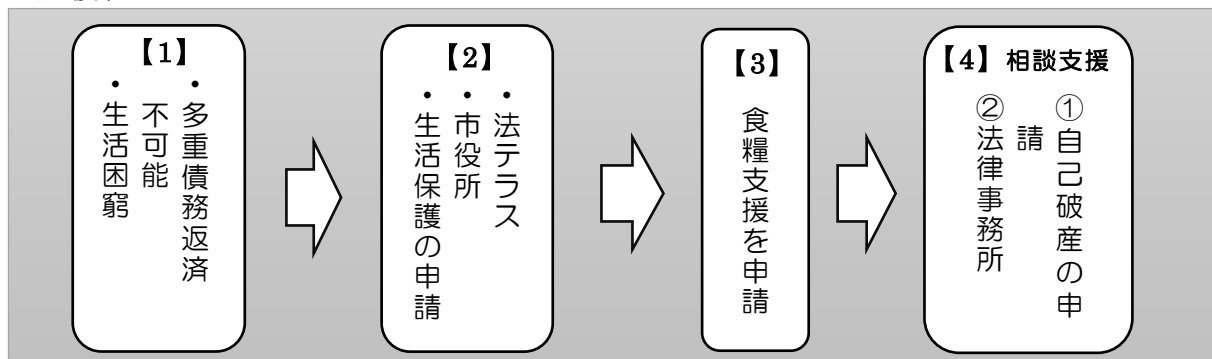 【1】
・多重債務返済
不可能
・生活困窮
【2】
・法テラス
・市役所
・生活保護の申請
【3】
食糧支援を申請
【4】相談支援
①自己破産の申
請
②法律事務所